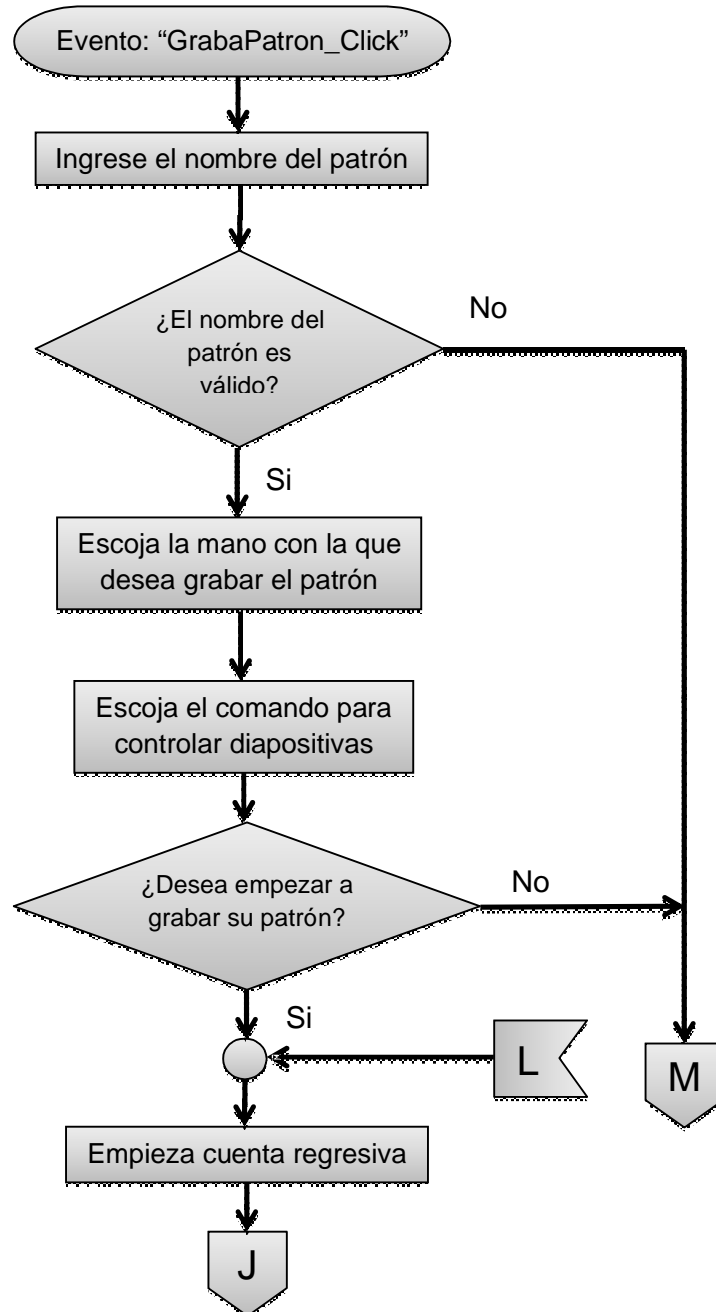 Evento: “GrabaPatron_Click”
Ingrese el nombre del patrón
¿El nombre del
patrón es
válido?
No
Si
Escoja la mano con la que
desea grabar el patrón
Escoja el comando para
controlar diapositivas
¿Desea empezar a
grabar su patrón?
No
Si
L
M
Empieza cuenta regresiva
J